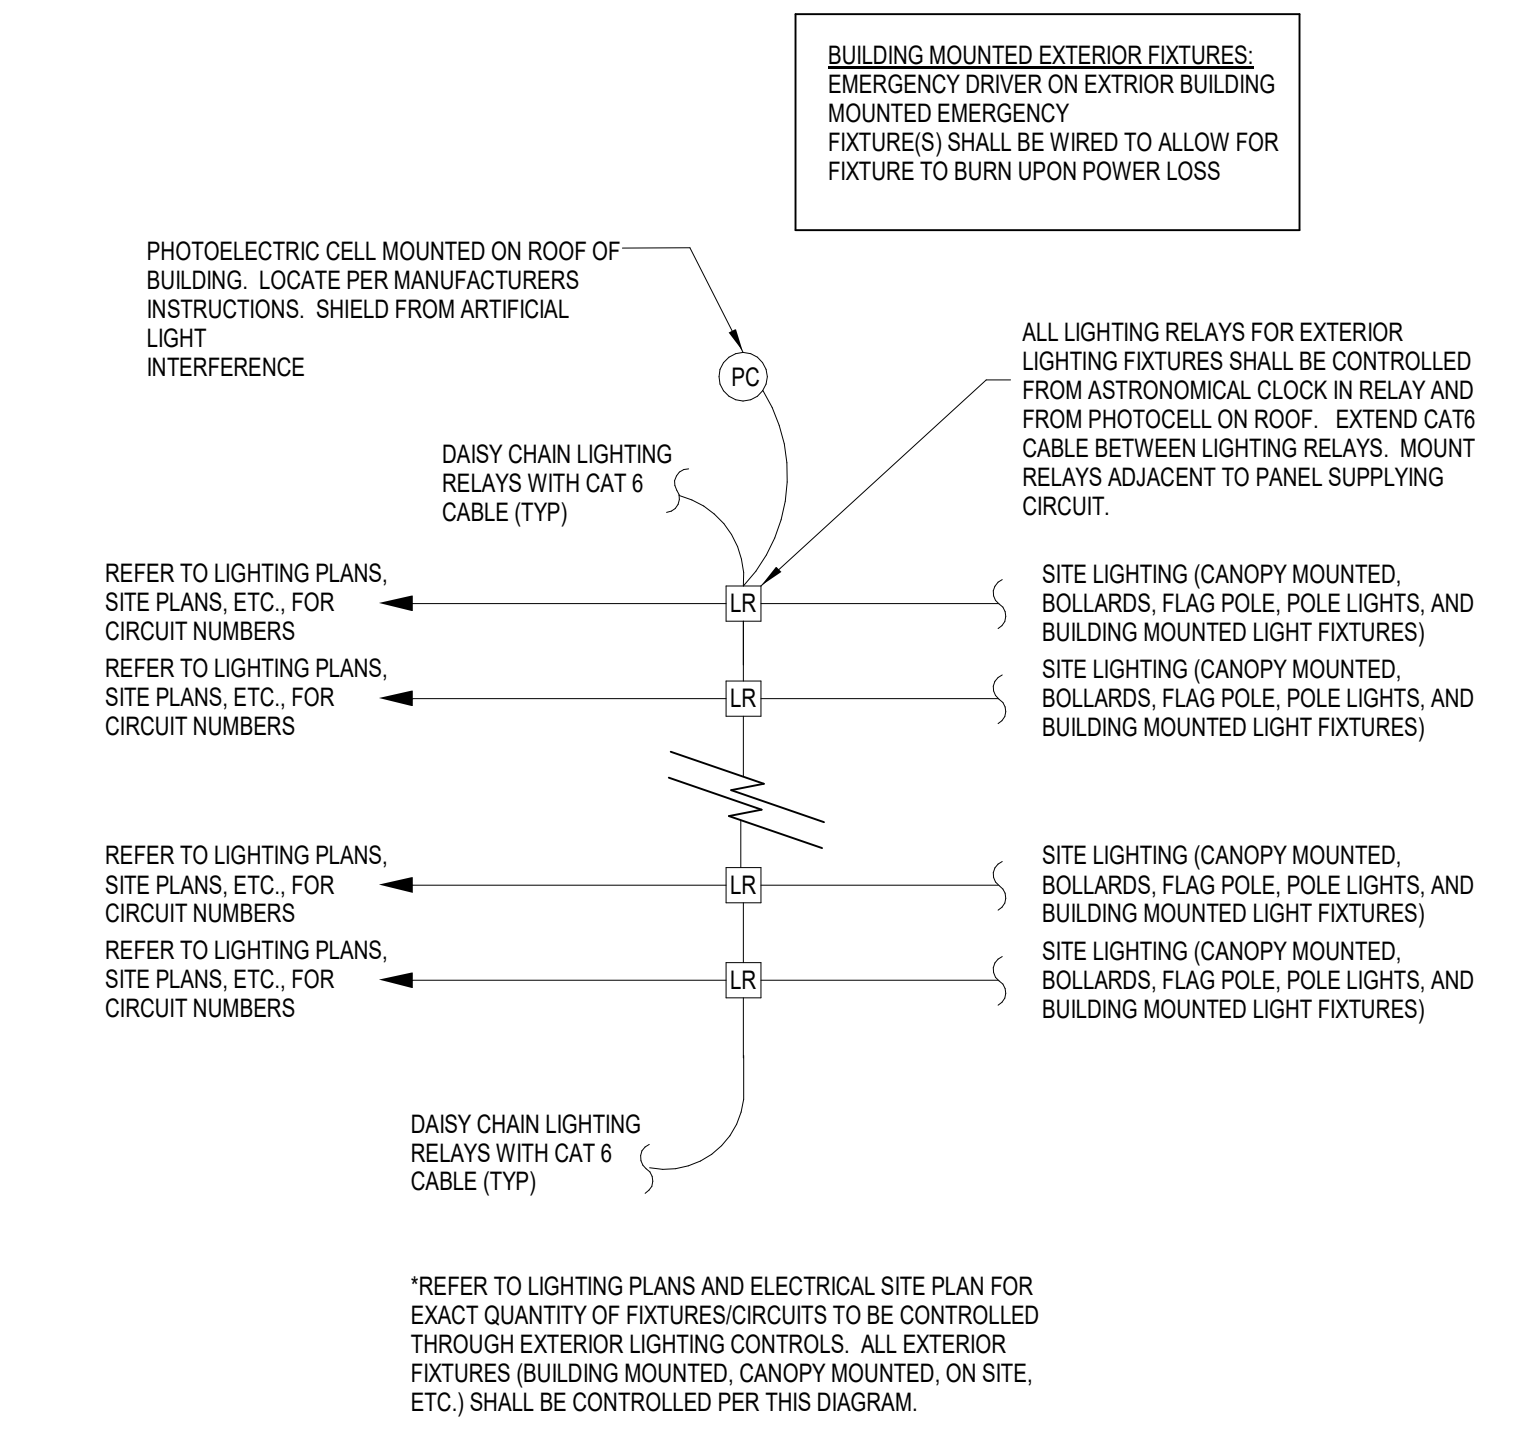 BUILDING MOUNTED EXTERIOR FIXTURES:
EMERGENCY DRIVER ON EXTRIOR BUILDING
MOUNTED EMERGENCY
FIXTURE(S) SHALL BE WIRED TO ALLOW FOR
FIXTURE TO BURN UPON POWER LOSS
PHOTOELECTRIC CELL MOUNTED ON ROOF OF
BUILDING. LOCATE PER MANUFACTURERS
INSTRUCTIONS. SHIELD FROM ARTIFICIAL
LIGHT
INTERFERENCE
PC
ALL LIGHTING RELAYS FOR EXTERIOR
LIGHTING FIXTURES SHALL BE CONTROLLED
FROM ASTRONOMICAL CLOCK IN RELAY AND
FROM PHOTOCELL ON ROOF. EXTEND CAT6
CABLE BETWEEN LIGHTING RELAYS. MOUNT
RELAYS ADJACENT TO PANEL SUPPLYING
CIRCUIT.
DAISY CHAIN LIGHTING
RELAYS WITH CAT 6
CABLE (TYP)
REFER TO LIGHTING PLANS,
SITE PLANS, ETC., FOR
CIRCUIT NUMBERS
LR
SITE LIGHTING (CANOPY MOUNTED,
BOLLARDS, FLAG POLE, POLE LIGHTS, AND
BUILDING MOUNTED LIGHT FIXTURES)
REFER TO LIGHTING PLANS,
SITE PLANS, ETC., FOR
CIRCUIT NUMBERS
LR
SITE LIGHTING (CANOPY MOUNTED,
BOLLARDS, FLAG POLE, POLE LIGHTS, AND
BUILDING MOUNTED LIGHT FIXTURES)
REFER TO LIGHTING PLANS,
SITE PLANS, ETC., FOR
CIRCUIT NUMBERS
LR
SITE LIGHTING (CANOPY MOUNTED,
BOLLARDS, FLAG POLE, POLE LIGHTS, AND
BUILDING MOUNTED LIGHT FIXTURES)
REFER TO LIGHTING PLANS,
SITE PLANS, ETC., FOR
CIRCUIT NUMBERS
LR
SITE LIGHTING (CANOPY MOUNTED,
BOLLARDS, FLAG POLE, POLE LIGHTS, AND
BUILDING MOUNTED LIGHT FIXTURES)
DAISY CHAIN LIGHTING
RELAYS WITH CAT 6
CABLE (TYP)
*REFER TO LIGHTING PLANS AND ELECTRICAL SITE PLAN FOR
EXACT QUANTITY OF FIXTURES/CIRCUITS TO BE CONTROLLED
THROUGH EXTERIOR LIGHTING CONTROLS. ALL EXTERIOR
FIXTURES (BUILDING MOUNTED, CANOPY MOUNTED, ON SITE,
ETC.) SHALL BE CONTROLLED PER THIS DIAGRAM.